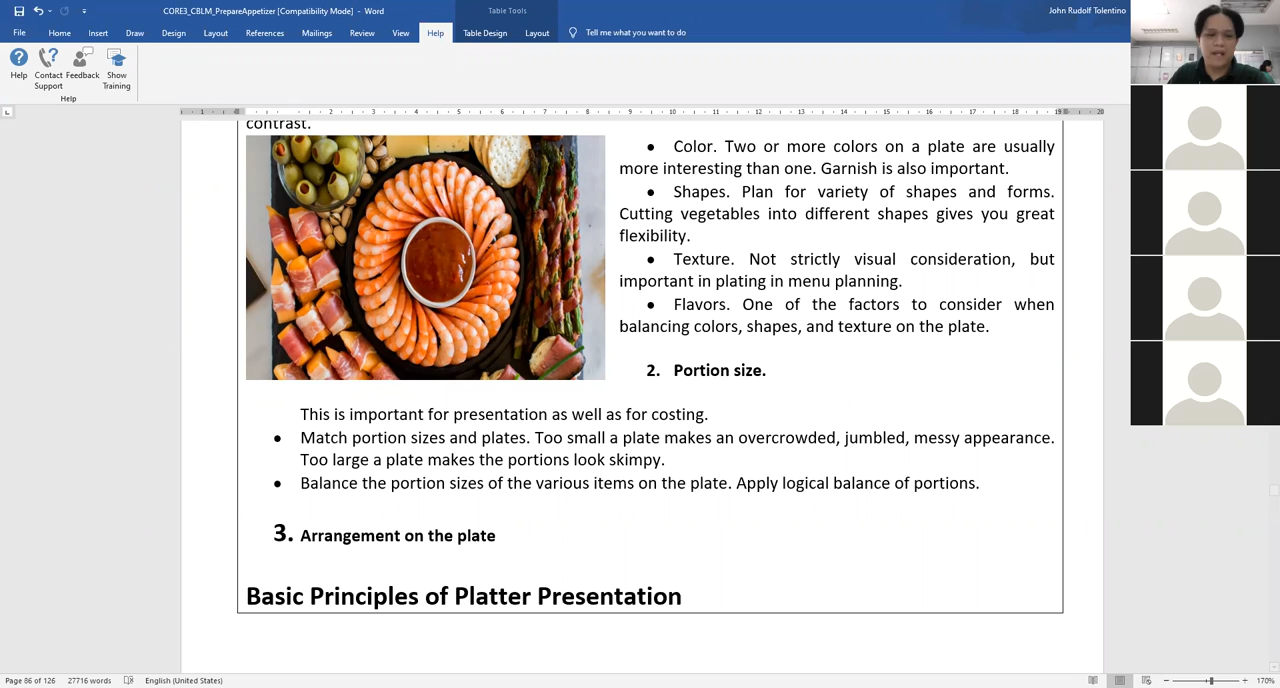 CORE3_CBLM_PrepareAppetizer [Compatibility Mode] - Word
Table Tools
John Rudolf Tolentino
File Home Insert Draw Design Layout References Mailings Review View Help Table Design Layout Tell me what you want to do
Help Contact Support Feedback Show Training
Help
contrast.
• Color. Two or more colors on a plate are usually
more interesting than one. Garnish is also important.
• Shapes. Plan for variety of shapes and forms.
Cutting vegetables into different shapes gives you great
flexibility.
• Texture. Not strictly visual consideration, but
important in plating in menu planning.
• Flavors. One of the factors to consider when
balancing colors, shapes, and texture on the plate.
2. Portion size.
This is important for presentation as well as for costing.
• Match portion sizes and plates. Too small a plate makes an overcrowded, jumbled, messy appearance.
Too large a plate makes the portions look skimpy.
• Balance the portion sizes of the various items on the plate. Apply logical balance of portions.
3. Arrangement on the plate
Basic Principles of Platter Presentation
Page 86 of 126 27716 words English (United States) 170%